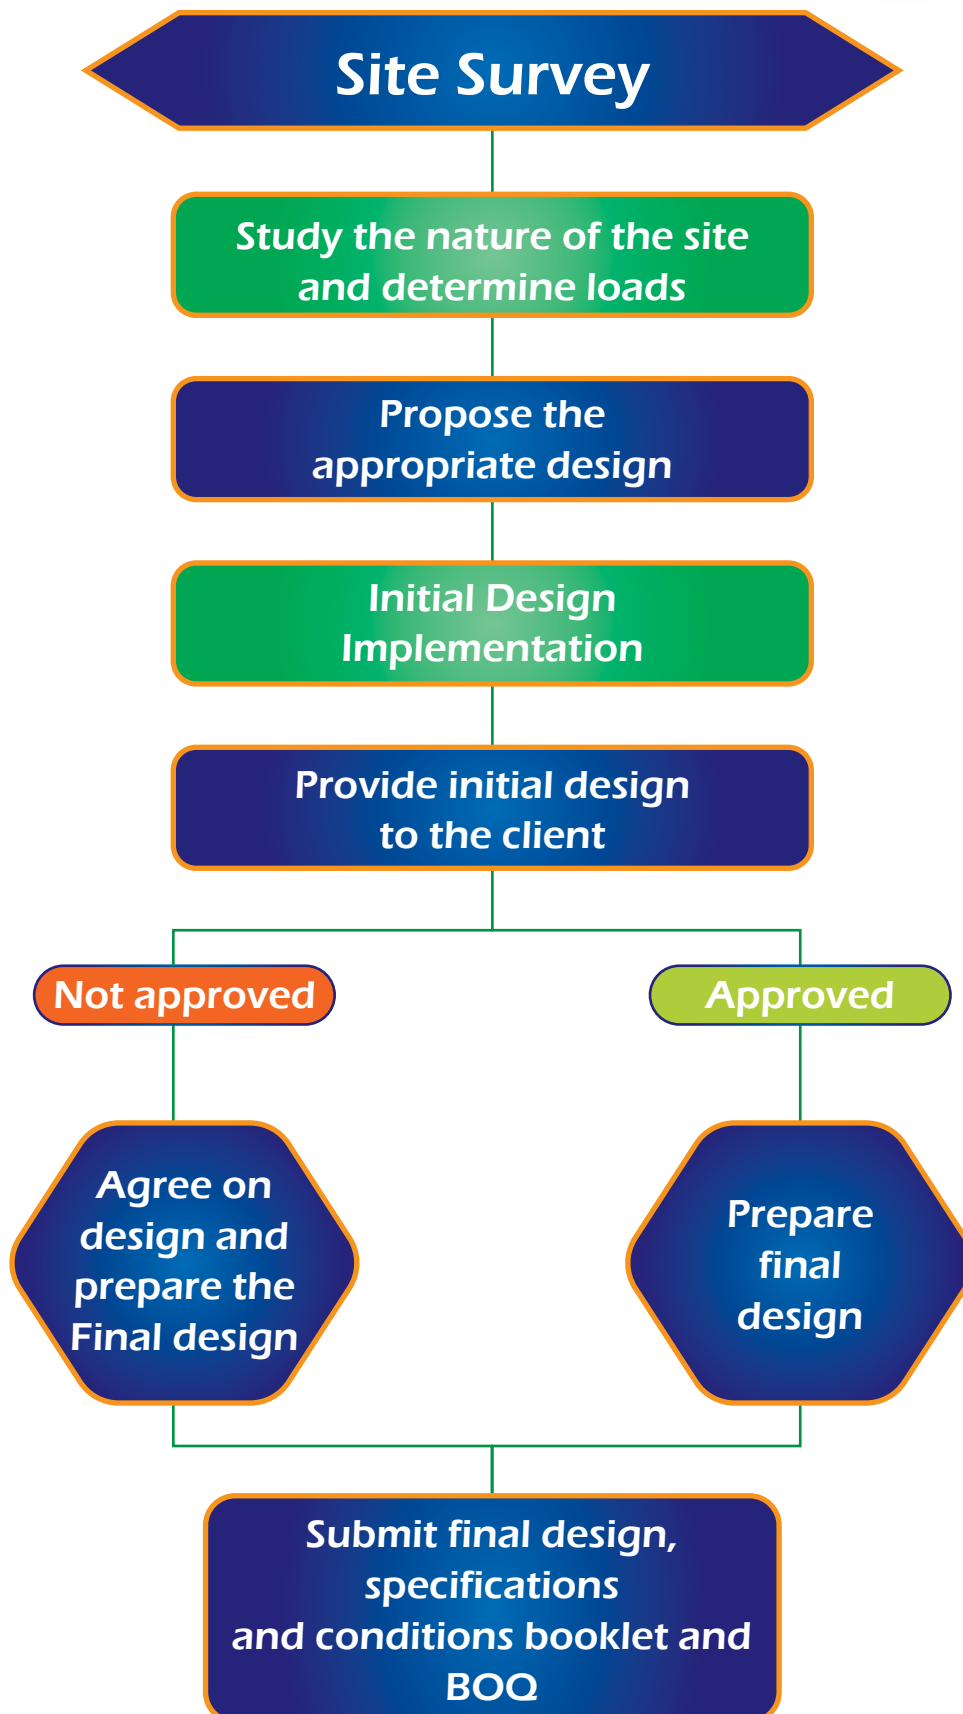 Site Survey
Study the nature of the site
and determine loads
Propose the
appropriate design
Initial Design
Implementation
Provide initial design
to the client
Not approved
Approved
Agree on
design and
prepare the
Final design
Prepare
final
design
Submit final design,
specifications
and conditions booklet and
BOQ